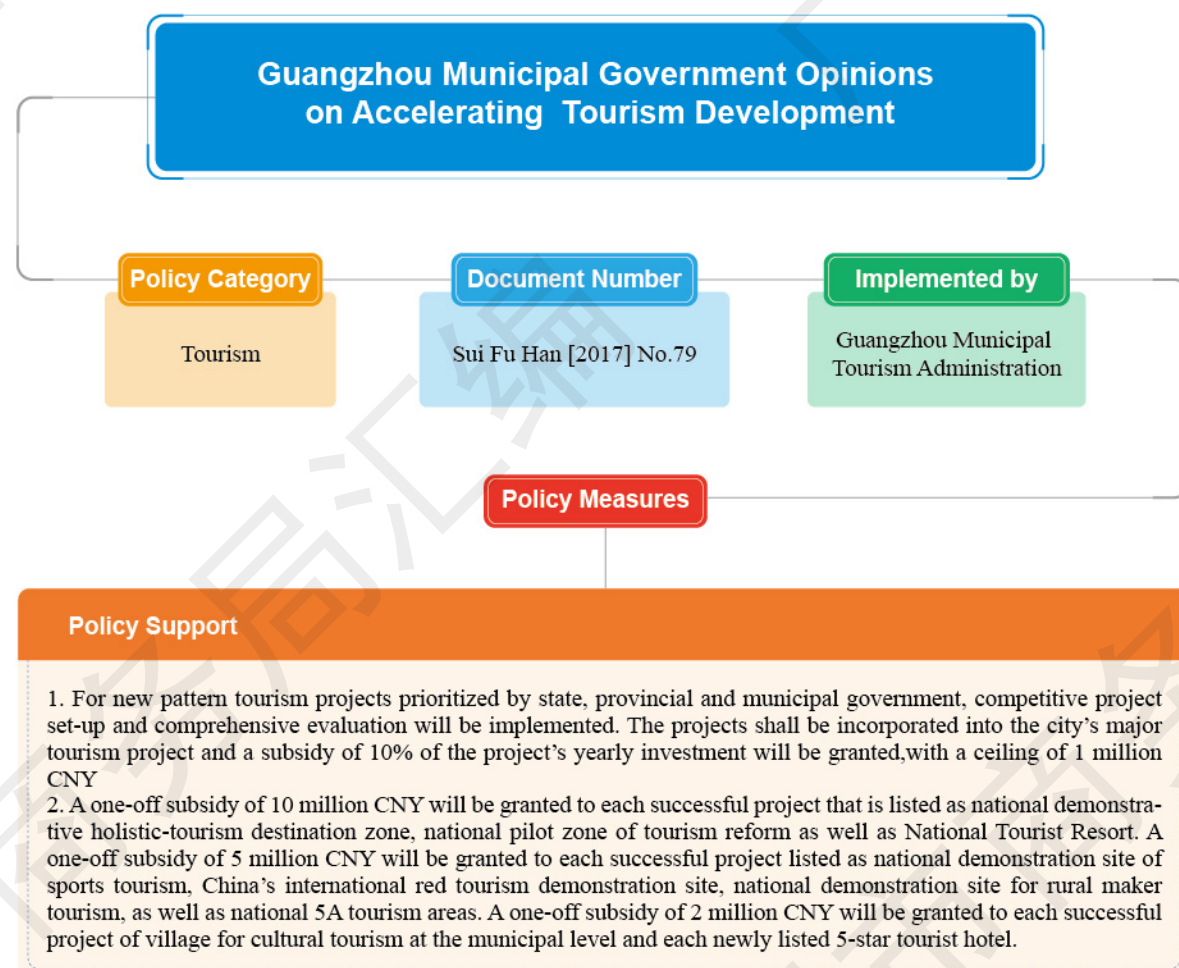 Guangzhou Municipal Government Opinions
on Accelerating Tourism Development
Policy Category
Document Number
Implemented by
Tourism
Sui Fu Han [2017] No.79
Guangzhou Municipal
Tourism Administration
Policy Measures
Policy Support
1. For new pattern tourism projects prioritized by state, provincial and municipal government, competitive project
set-up and comprehensive evaluation will be implemented. The projects shall be incorporated into the city’s major
tourism project and a subsidy of 10% of the project’s yearly investment will be granted,with a ceiling of 1 million
CNY
2. A one-off subsidy of 10 million CNY will be granted to each successful project that is listed as national demonstra-
tive holistic-tourism destination zone, national pilot zone of tourism reform as well as National Tourist Resort. A
one-off subsidy of 5 million CNY will be granted to each successful project listed as national demonstration site of
sports tourism, China’s international red tourism demonstration site, national demonstration site for rural maker
tourism, as well as national 5A tourism areas. A one-off subsidy of 2 million CNY will be granted to each successful
project of village for cultural tourism at the municipal level and each newly listed 5-star tourist hotel.
商务局汇编
市商务